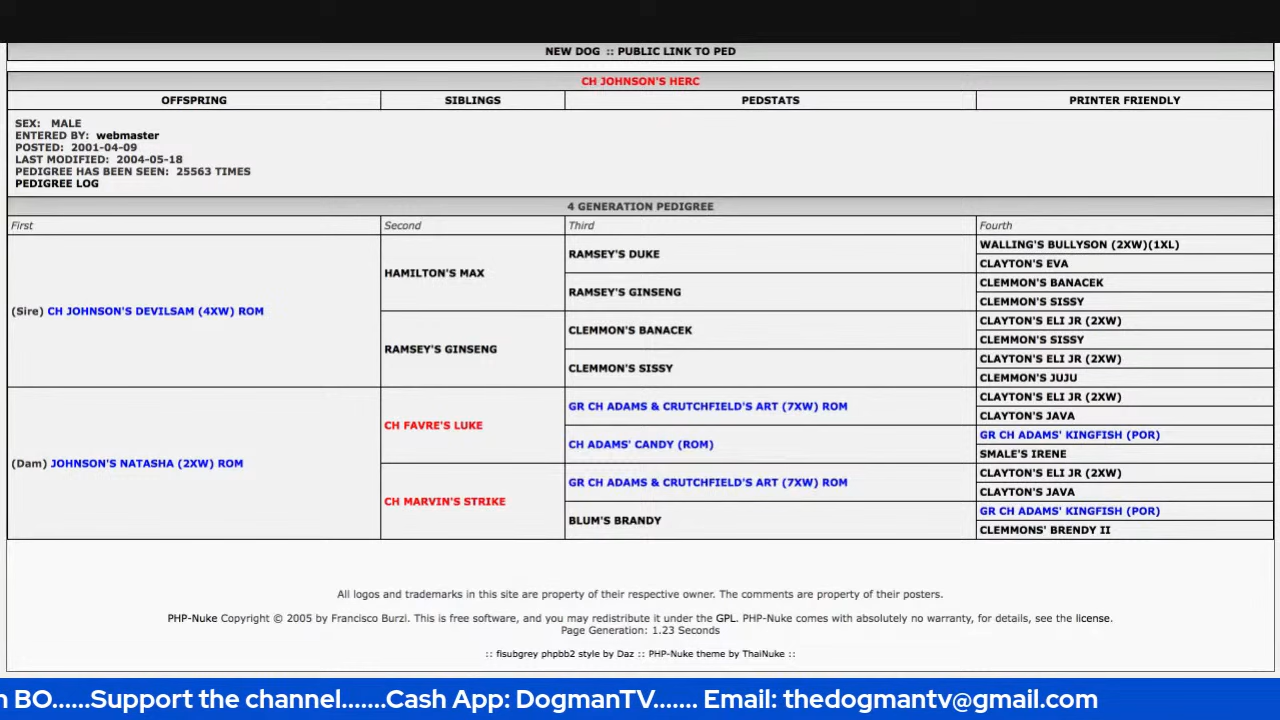 NEW DOG :: PUBLIC LINK TO PED
CH JOHNSON'S HERC
OFFSPRING SIBLINGS PEDSTATS PRINTER FRIENDLY
SEX: MALE
ENTERED BY: webmaster
POSTED: 2001-04-09
LAST MODIFIED: 2004-05-18
PEDIGREE HAS BEEN SEEN: 25563 TIMES
PEDIGREE LOG
4 GENERATION PEDIGREE
First Second Third Fourth
(Sire) CH JOHNSON'S DEVILSAM (4XW) ROM
HAMILTON'S MAX
RAMSEY'S DUKE
WALLING'S BULLYSON (2XW)(1XL)
CLAYTON'S EVA
RAMSEY'S GINSENG
CLEMMON'S BANACEK
CLEMMON'S SISSY
RAMSEY'S GINSENG
CLEMMON'S BANACEK
CLAYTON'S ELI JR (2XW)
CLEMMON'S SISSY
CLEMMON'S SISSY
CLAYTON'S ELI JR (2XW)
CLEMMON'S JUJU
(Dam) JOHNSON'S NATASHA (2XW) ROM
CH FAVRE'S LUKE
GR CH ADAMS & CRUTCHFIELD'S ART (7XW) ROM
CLAYTON'S ELI JR (2XW)
CLAYTON'S JAVA
CH ADAMS' CANDY (ROM)
GR CH ADAMS' KINGFISH (POR)
SMALE'S IRENE
CH MARVIN'S STRIKE
GR CH ADAMS & CRUTCHFIELD'S ART (7XW) ROM
CLAYTON'S ELI JR (2XW)
CLAYTON'S JAVA
BLUM'S BRANDY
GR CH ADAMS' KINGFISH (POR)
CLEMMONS' BRENDY II
All logos and trademarks in this site are property of their respective owner. The comments are property of their posters.
PHP-Nuke Copyright © 2005 by Francisco Burzi. This is free software, and you may redistribute it under the GPL. PHP-Nuke comes with absolutely no warranty, for details, see the license.
Page Generation: 1.23 Seconds
:: fisubgrey phpbb2 style by Daz :: PHP-Nuke theme by ThaiNuke ::
BO......Support the channel.......Cash App: DogmanTV....... Email: thedogmantv@gmail.com